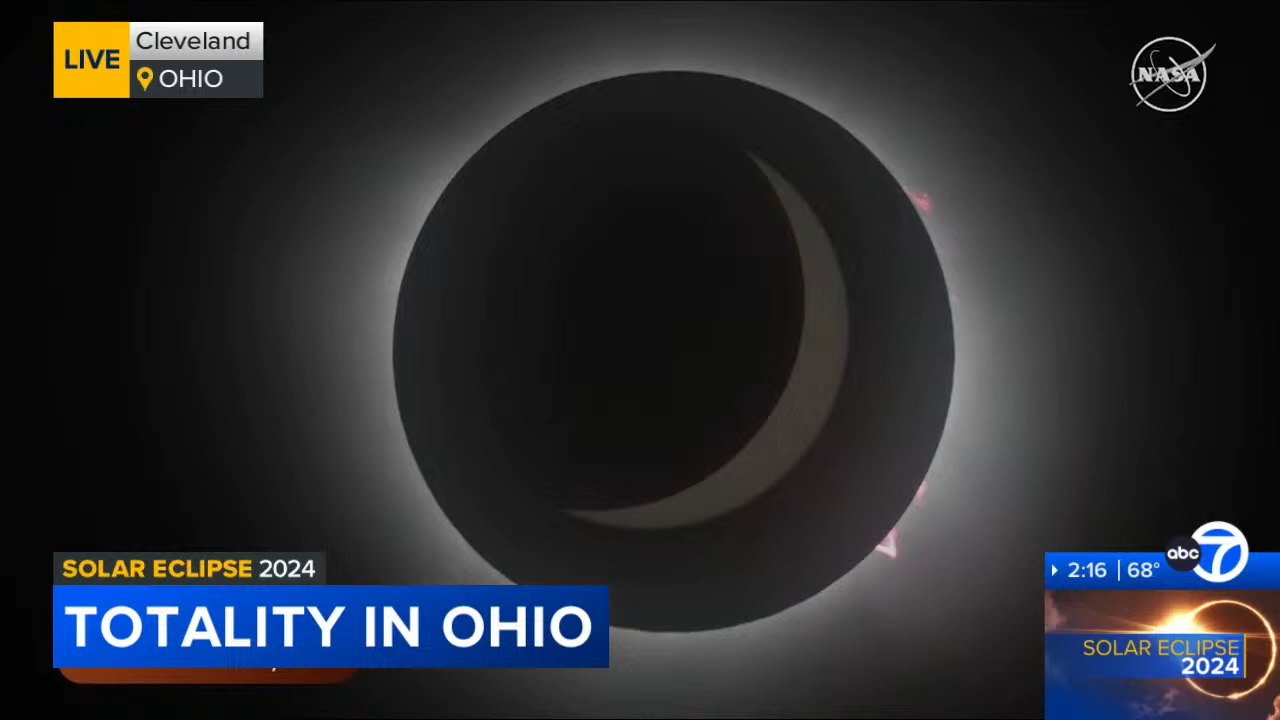 LIVE
Cleveland
OHIO
NASA
SOLAR ECLIPSE 2024
TOTALITY IN OHIO
abc 7
2:16 | 68°
SOLAR ECLIPSE
2024